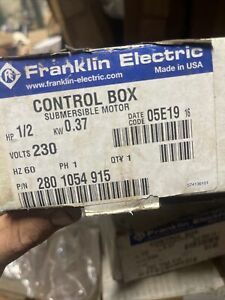 Franklin Electric
franklin-electric.com
Made in USA
CONTROL BOX
SUBMERSIBLE MOTOR
HP 1/2 KW 0.37 DATE CODE 05E19 16
VOLTS 230
HZ 60 PH 1 QTY 1
P/N 280 1054 915